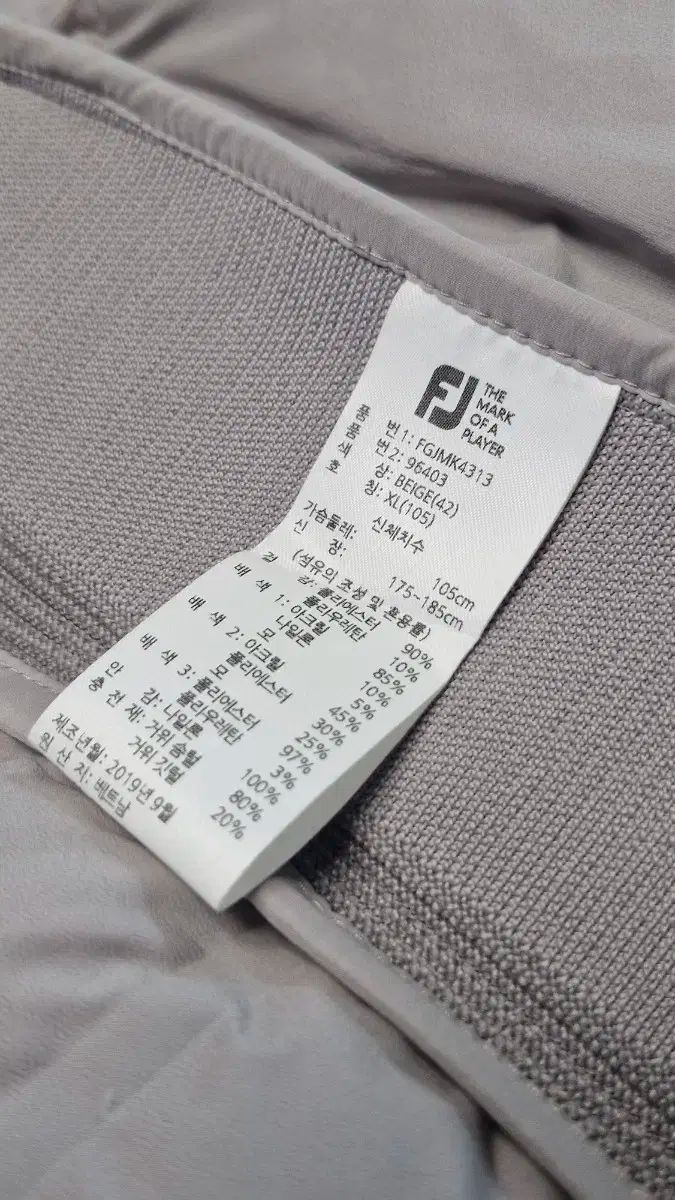 FJ
THE
MARK
OF A
PLAYER
품 번1: FGJMK4313
품 번2: 96403
색 상: BEIGE(42)
호 칭: XL(105)
신체치수
가슴둘레: 105cm
신 장: 175~185cm
(섬유의 조성 및 혼용률)
겉 감: 폴리에스터 90%
폴리우레탄 10%
배 색 1: 아크릴 85%
모 10%
나일론 5%
배 색 2: 아크릴 45%
모 30%
폴리에스터 25%
배 색 3: 폴리에스터 97%
폴리우레탄 3%
안 감: 나일론 100%
충 전 재: 거위 솜털 80%
거위 깃털 20%
제조년월: 2019년 9월
원 산 지: 베트남